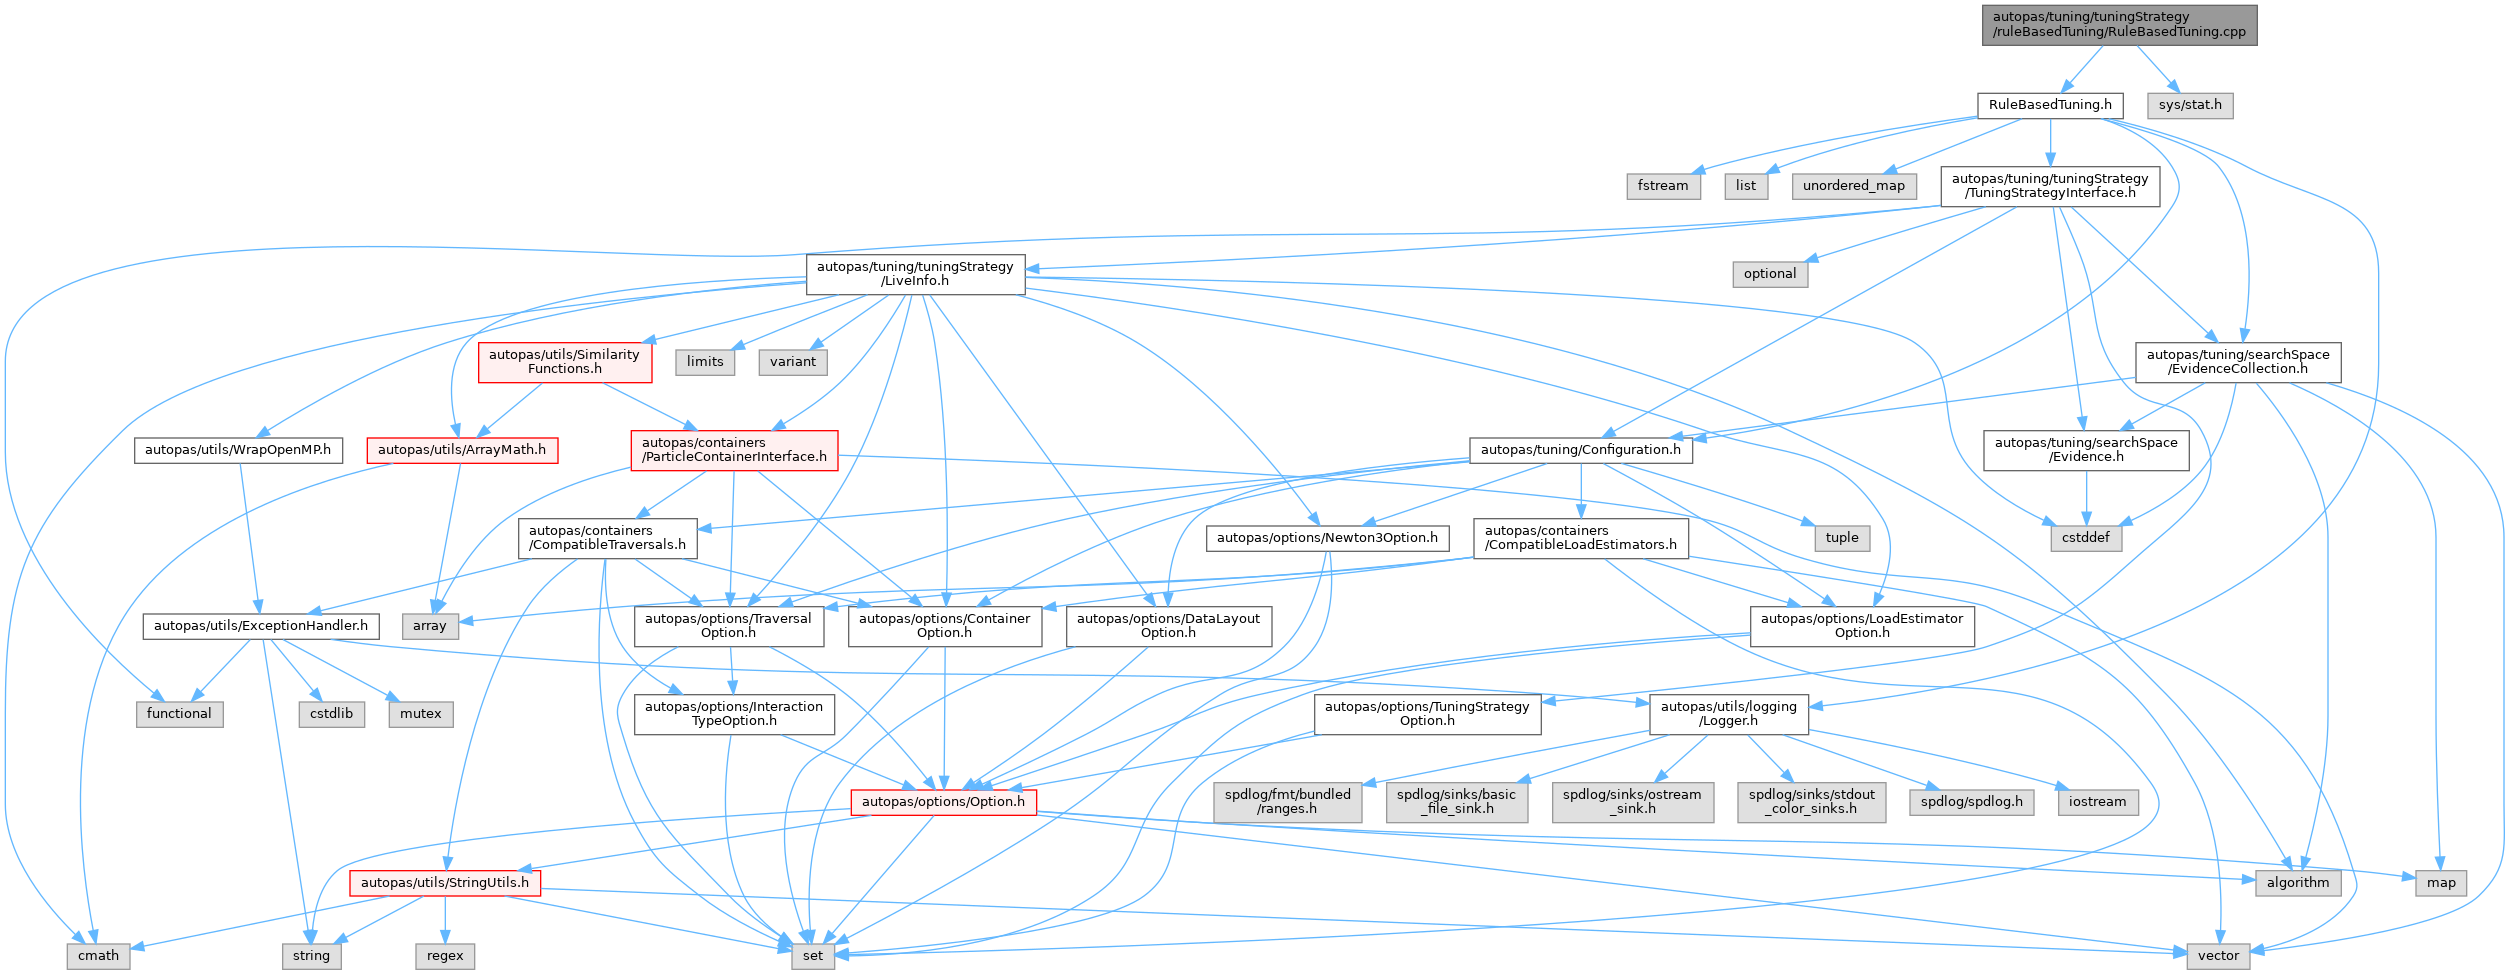 autopas/tuning/tuningStrategy
/ruleBasedTuning/RuleBasedTuning.cpp
RuleBasedTuning.h
sys/stat.h
fstream
list
unordered_map
autopas/tuning/tuningStrategy
/TuningStrategyInterface.h
autopas/tuning/tuningStrategy
/LiveInfo.h
optional
autopas/utils/Similarity
Functions.h
limits
variant
autopas/tuning/searchSpace
/EvidenceCollection.h
autopas/utils/WrapOpenMP.h
autopas/utils/ArrayMath.h
autopas/containers
/ParticleContainerInterface.h
autopas/tuning/Configuration.h
autopas/tuning/searchSpace
/Evidence.h
autopas/containers
/CompatibleTraversals.h
autopas/options/Newton3Option.h
autopas/containers
/CompatibleLoadEstimators.h
tuple
cstddef
autopas/utils/ExceptionHandler.h
array
autopas/options/Traversal
Option.h
autopas/options/Container
Option.h
autopas/options/DataLayout
Option.h
autopas/options/LoadEstimator
Option.h
functional
cstdlib
mutex
autopas/options/Interaction
TypeOption.h
autopas/options/TuningStrategy
Option.h
autopas/utils/logging
/Logger.h
autopas/options/Option.h
spdlog/fmt/bundled
/ranges.h
spdlog/sinks/basic
_file_sink.h
spdlog/sinks/ostream
_sink.h
spdlog/sinks/stdout
_color_sinks.h
spdlog/spdlog.h
iostream
autopas/utils/StringUtils.h
algorithm
map
cmath
string
regex
set
vector